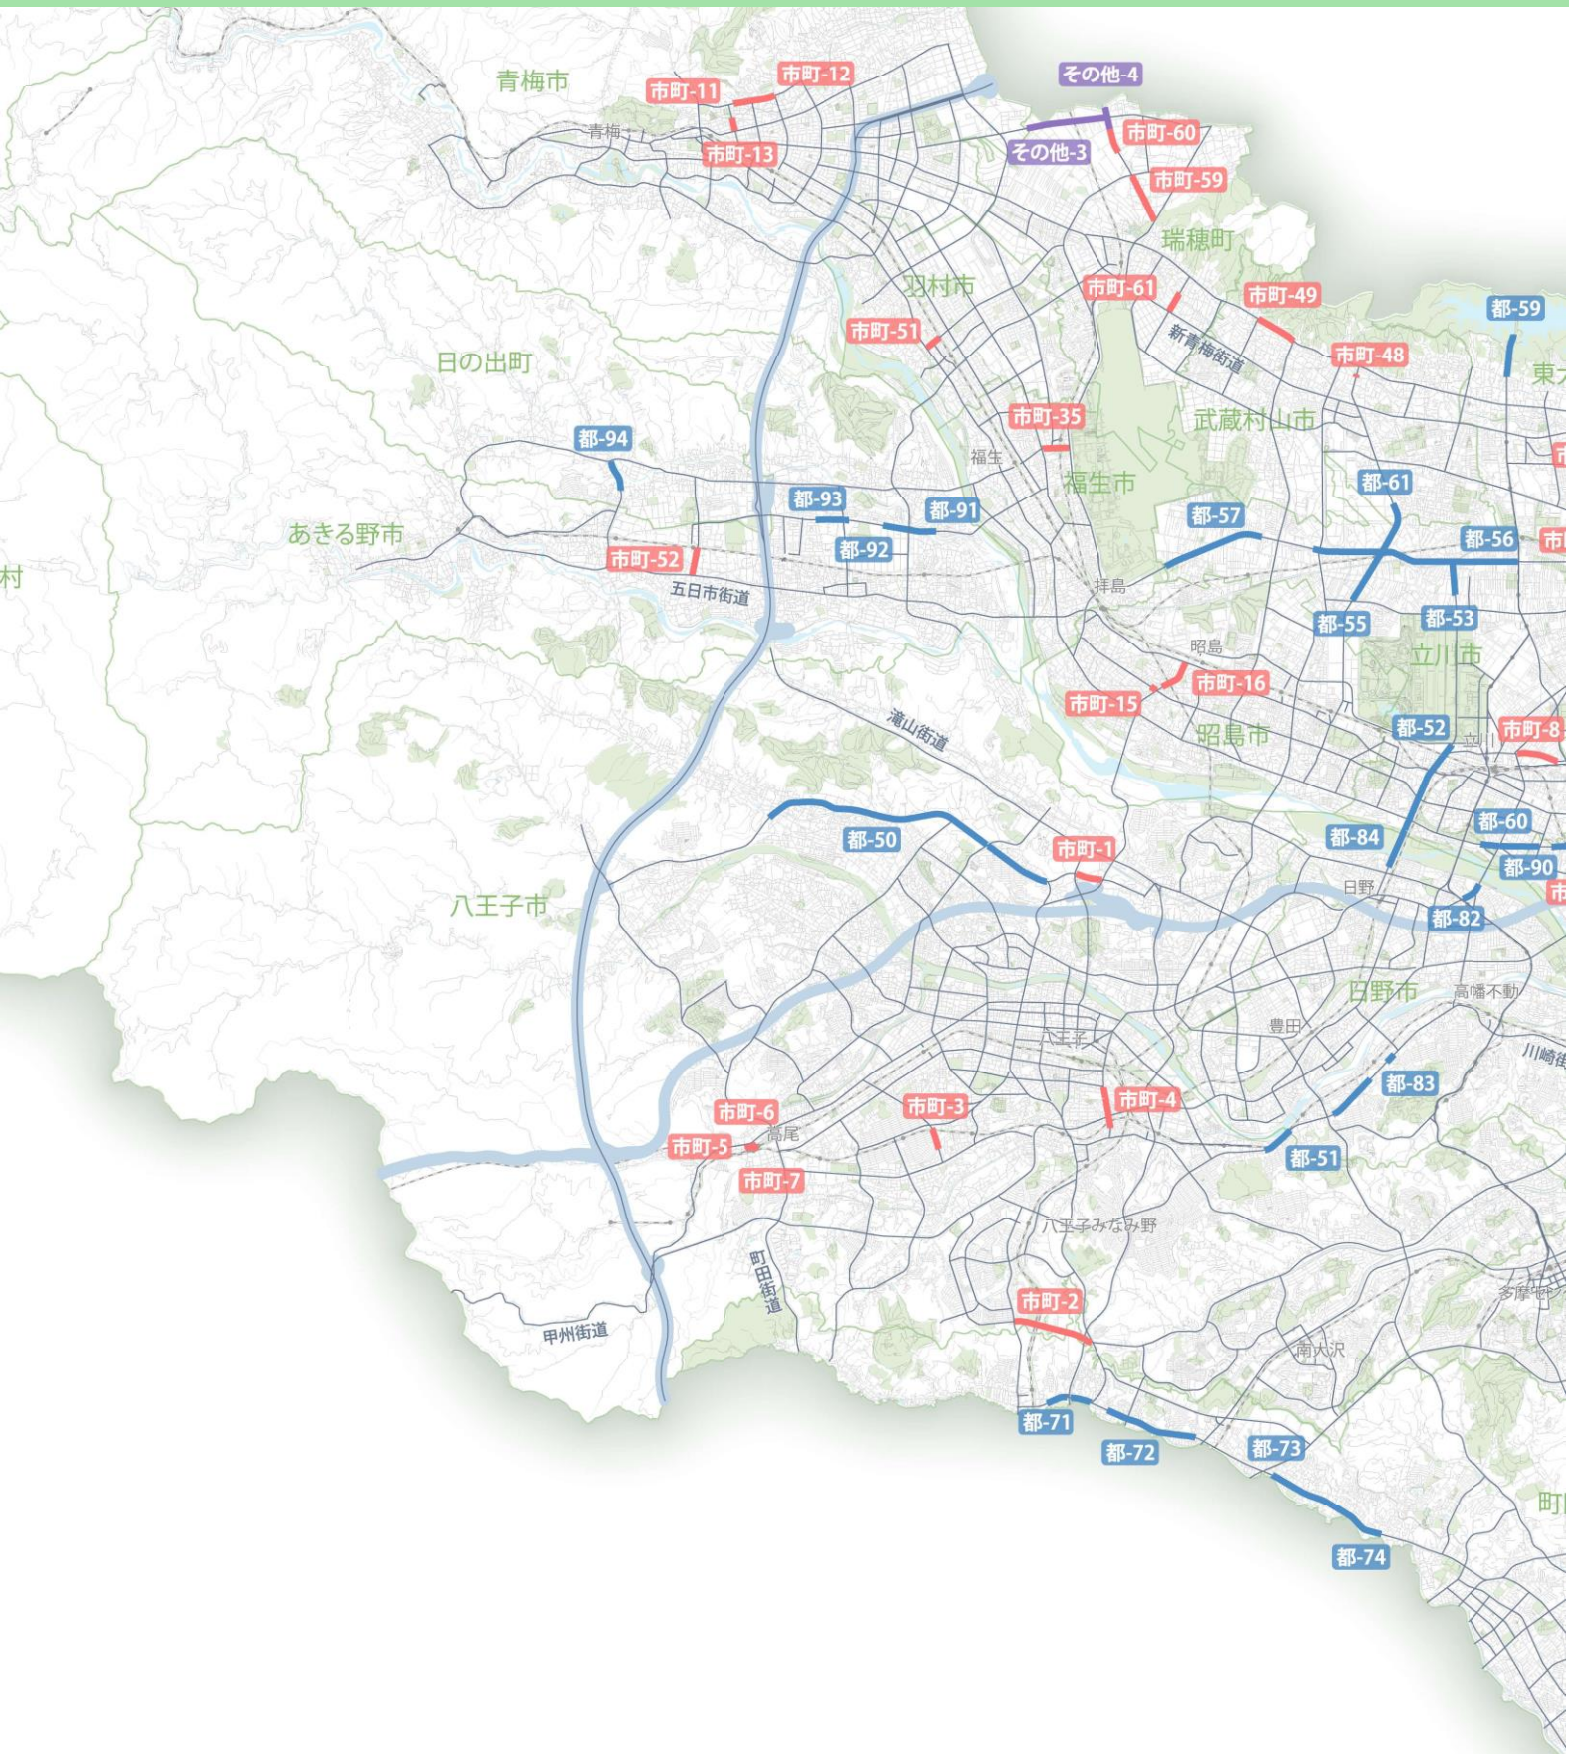 その他-4
市町-12
青梅市
市町-11
青梅
市町-60
その他-3
市町-13
市町-59
瑞穂町
羽村市
市町-61
市町-49
都-59
市町-51
新青梅街道
市町-48
日の出町
市町-35
武蔵村山市
都-94
福生
福生市
都-61
都-93
都-91
都-57
あきる野市
都-92
都-56
市町-52
村
五日市街道
拝島
都-55
都-53
昭島
立川市
市町-16
市町-15
滝山街道
昭島市
都-52
立川
市町-8
都-50
市町-1
都-84
都-60
都-90
日野
八王子市
都-82
日野市
高幡不動
豊田
八王子
川崎街
都-83
市町-6
市町-3
市町-4
高尾
市町-5
都-51
市町-7
八王子みなみ野
町田街道
市町-2
甲州街道
南大沢
都-71
都-72
都-73
都-74